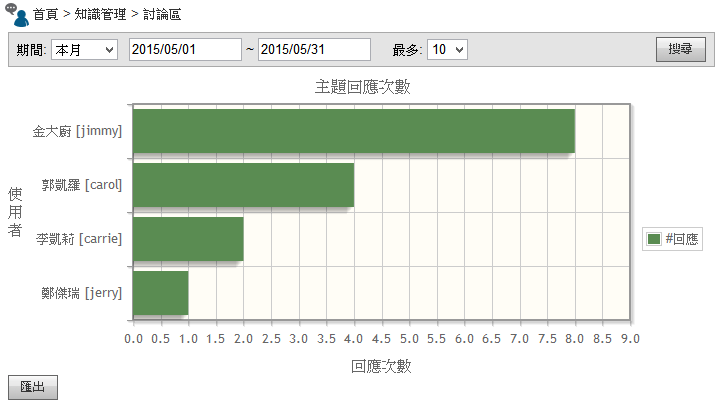 首頁 > 知識管理 > 討論區
期間: 本月 2015/05/01 ~ 2015/05/31 最多: 10 搜尋
主題回應次數
金大廚 [jimmy]
郭凱羅 [carol]
李凱莉 [carrie]
鄭傑瑞 [jerry]
使用者
#回應
0.0 0.5 1.0 1.5 2.0 2.5 3.0 3.5 4.0 4.5 5.0 5.5 6.0 6.5 7.0 7.5 8.0 8.5 9.0
回應次數
匯出